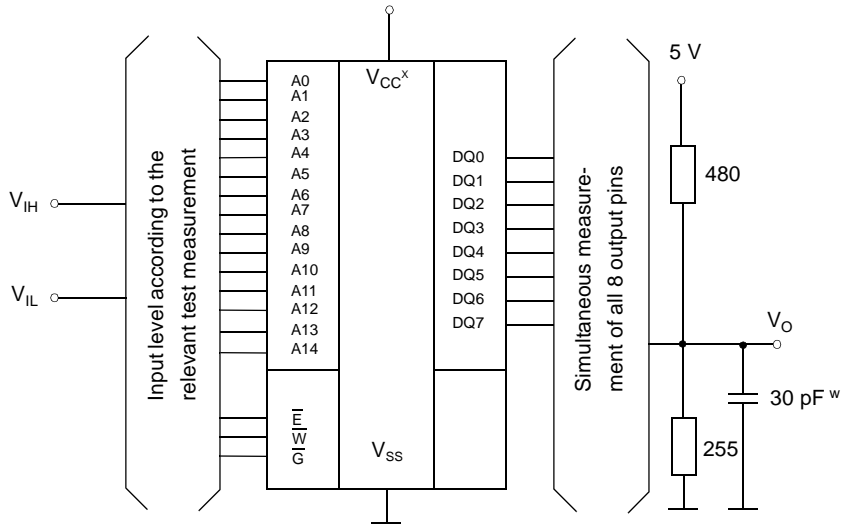 V_IH
V_IL
Input level according to the
relevant test measurement
A0
A1
A2
A3
A4
A5
A6
A7
A8
A9
A10
A11
A12
A13
A14
E̅
W̅
G̅
V_CC^x
V_SS
DQ0
DQ1
DQ2
DQ3
DQ4
DQ5
DQ6
DQ7
Simultaneous measure-
ment of all 8 output pins
5 V
480
V_O
30 pF ^w
255